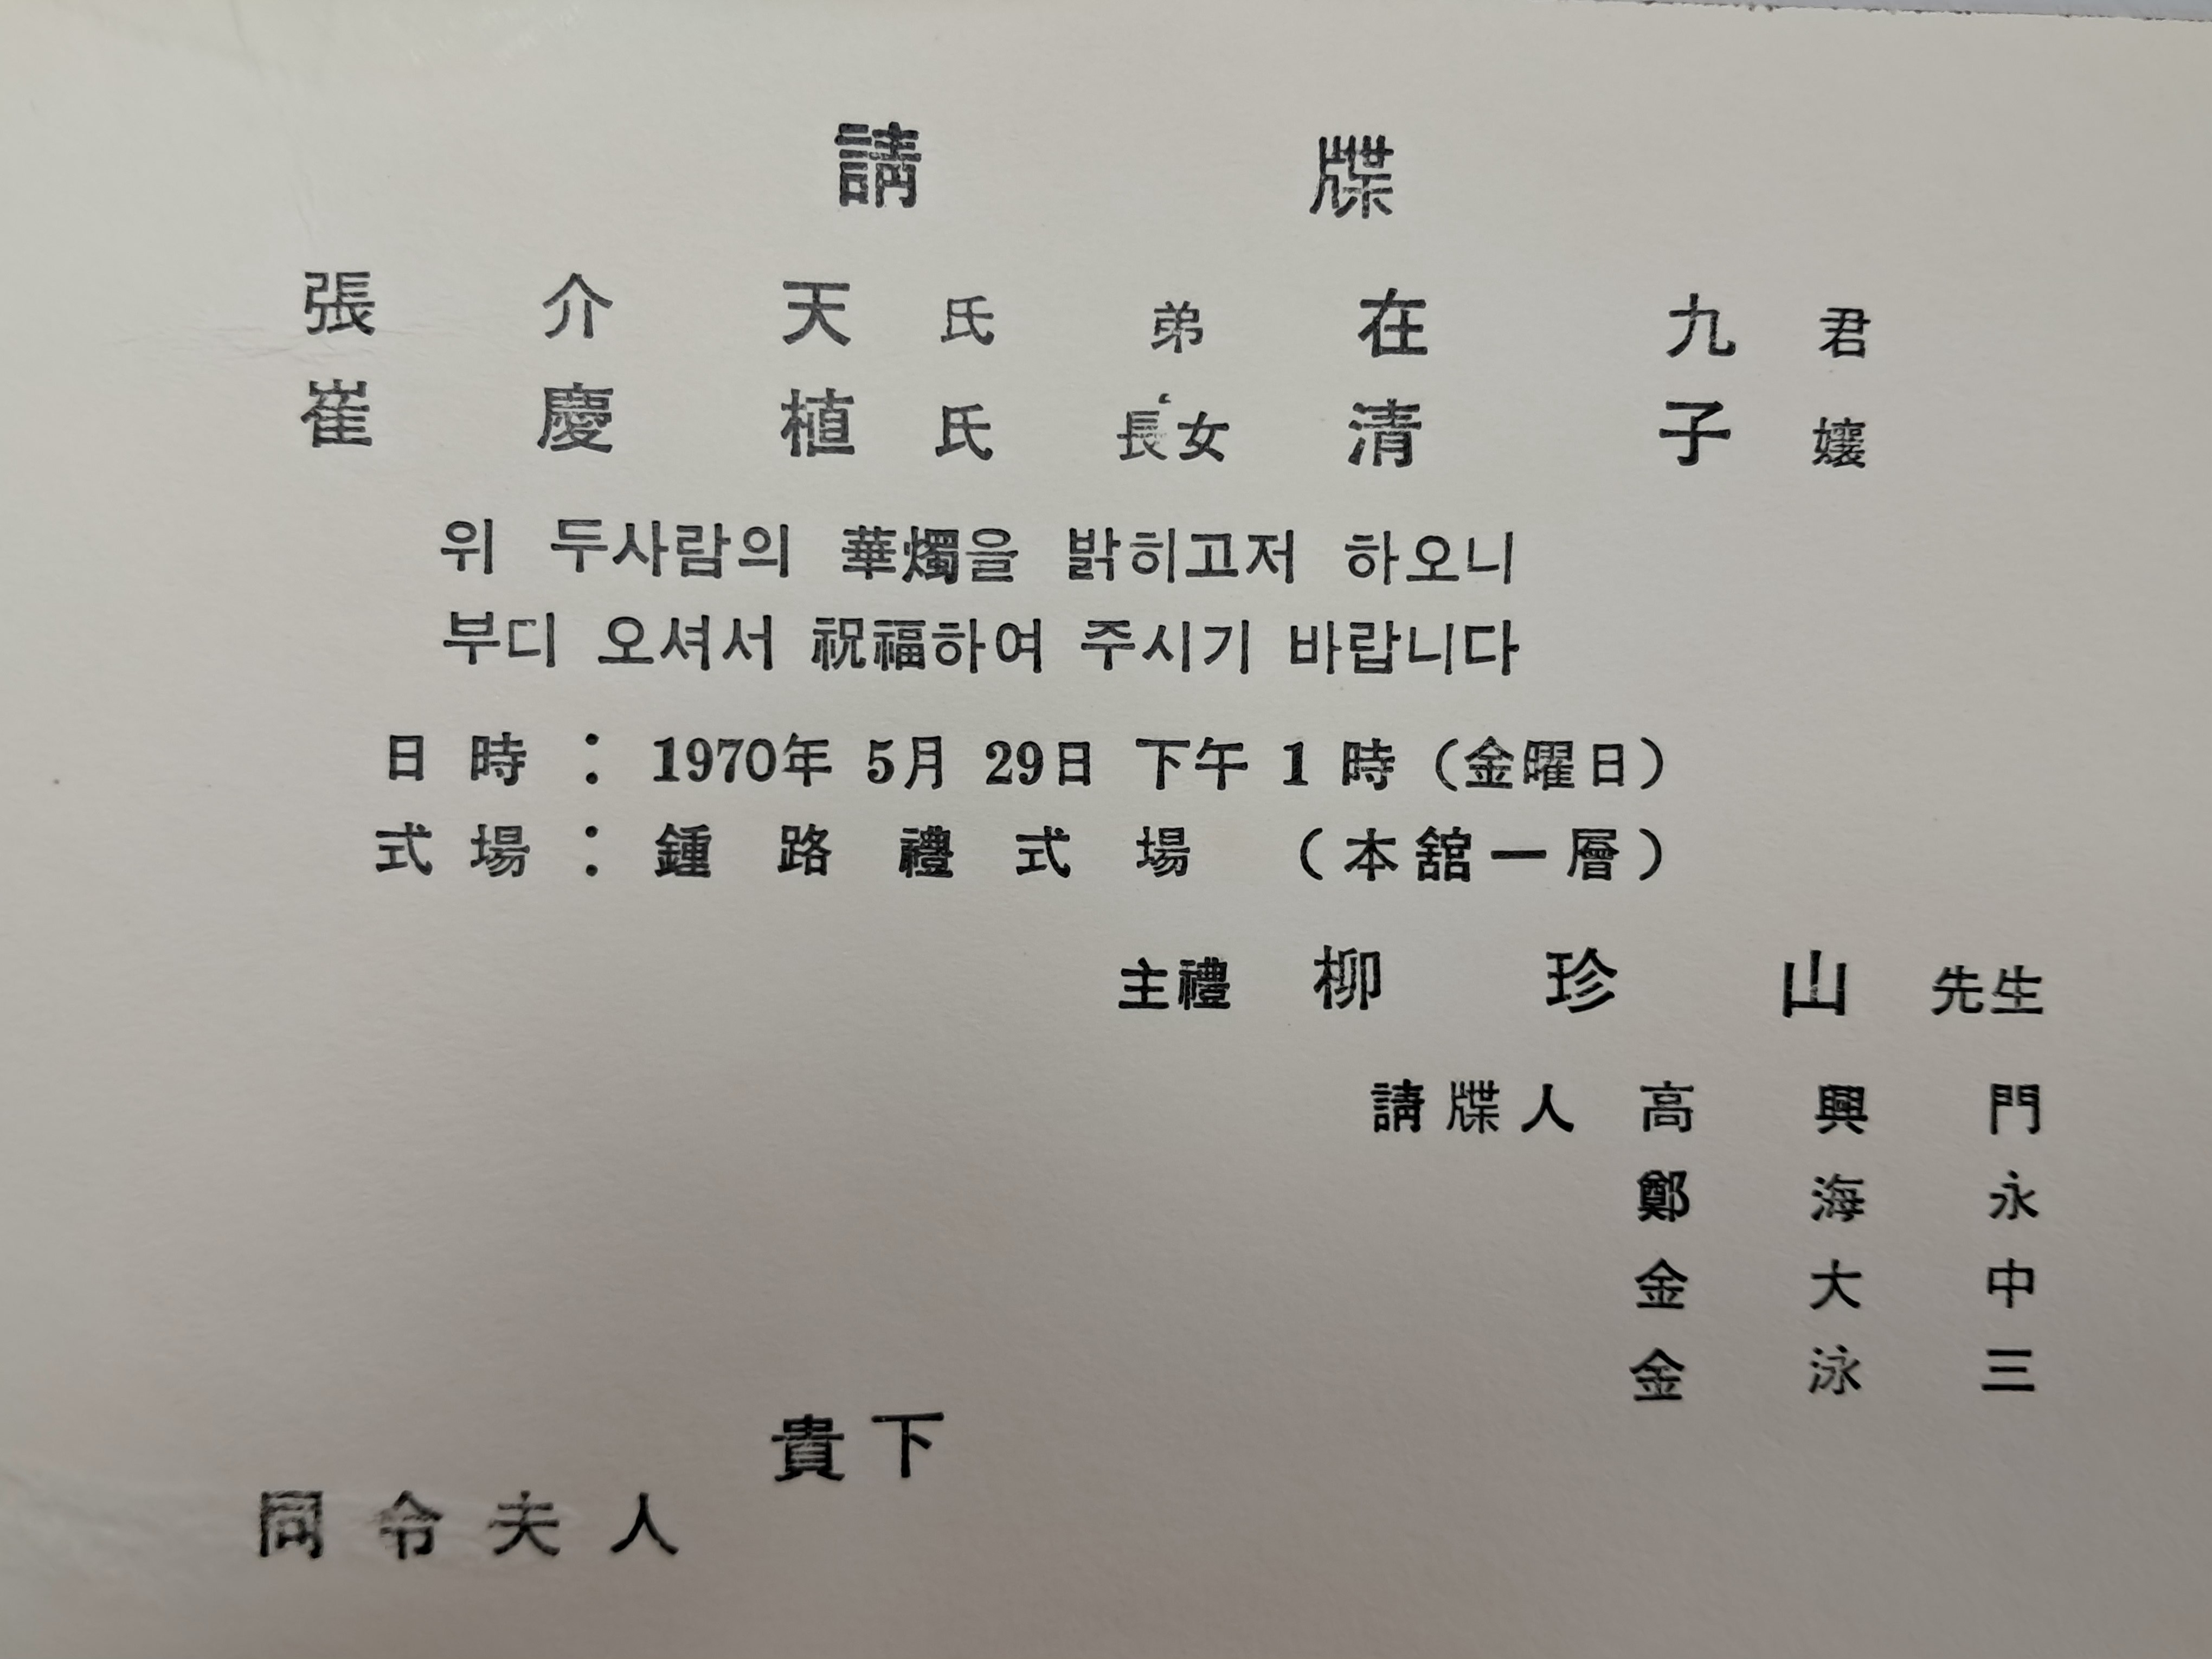 請牒
張介天氏 弟 在九君
崔慶植氏 長女 清子孃
위 두사람의 華燭을 밝히고저 하오니
부디 오셔서 祝福하여 주시기 바랍니다
日時 : 1970年 5月 29日 下午 1時 (金曜日)
式場 : 鍾路禮式場 (本舘一層)
主禮 柳珍山 先生
請牒人 高興門
鄭海永
金大中
金泳三
貴下
同令夫人